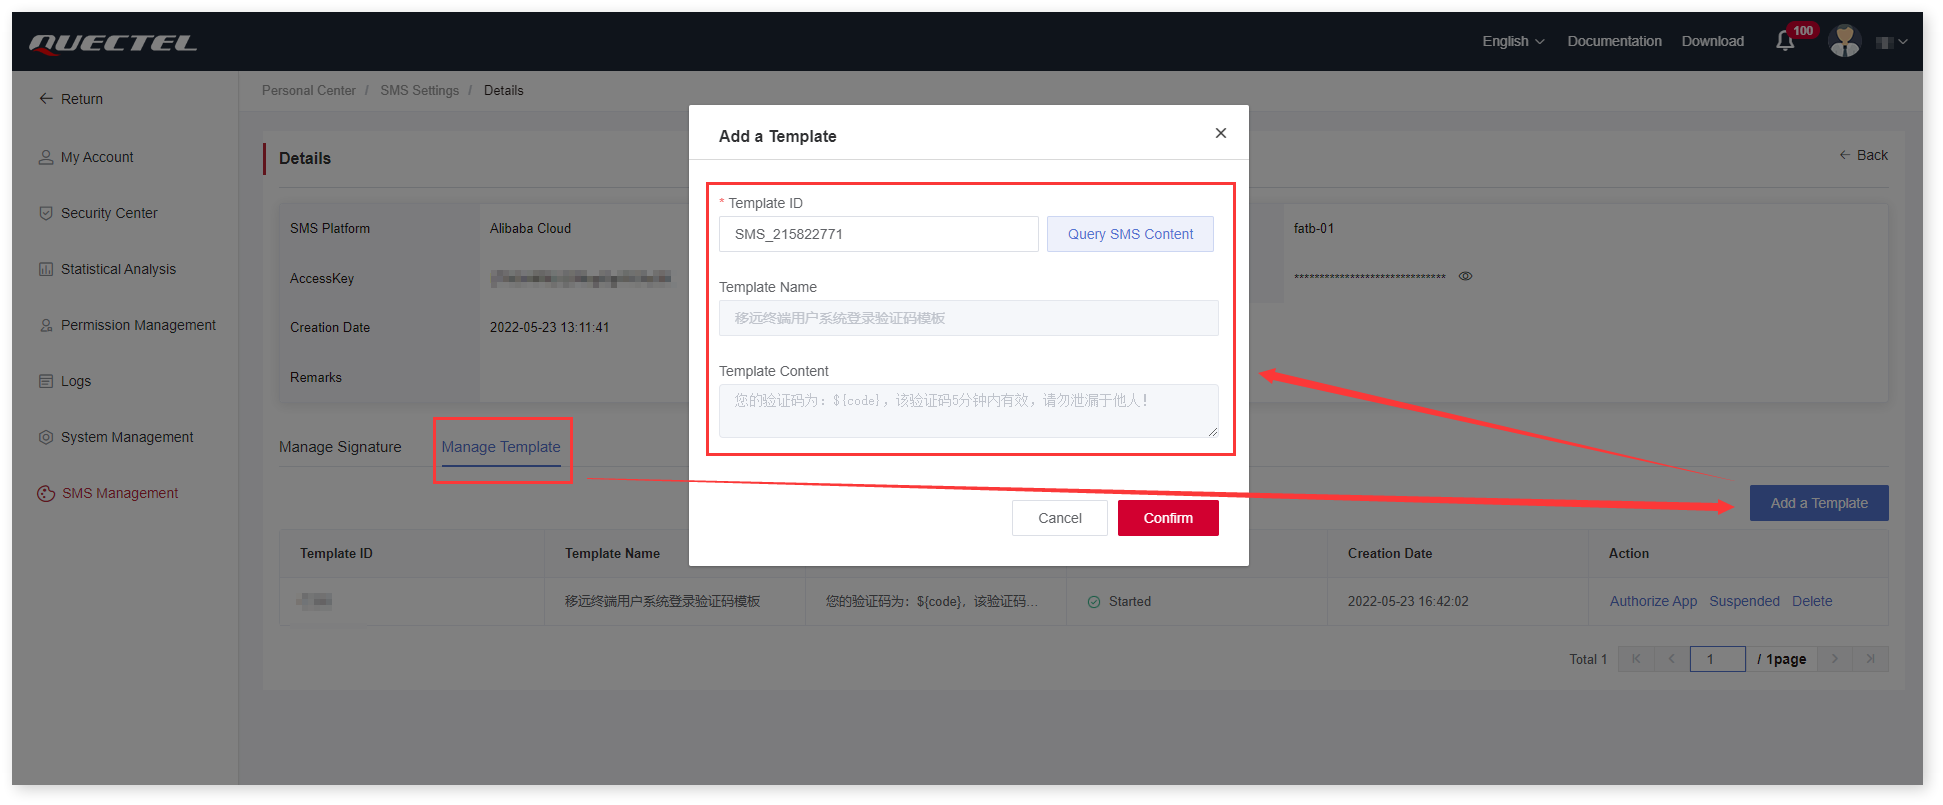 QUECTEL
English
Documentation
Download
100
Return
My Account
Security Center
Statistical Analysis
Permission Management
Logs
System Management
SMS Management
Personal Center / SMS Settings / Details
Details
Back
SMS Platform
Alibaba Cloud
fatb-01
AccessKey
******************************
Creation Date
2022-05-23 13:11:41
Remarks
Manage Signature
Manage Template
Add a Template
Add a Template
* Template ID
SMS_215822771
Query SMS Content
Template Name
移远终端用户系统登录验证码模板
Template Content
您的验证码为：${code}，该验证码5分钟内有效，请勿泄漏于他人！
Cancel
Confirm
Template ID
Template Name
Creation Date
Action
移远终端用户系统登录验证码模板
您的验证码为：${code}，该验证码...
Started
2022-05-23 16:42:02
Authorize App Suspended Delete
Total 1
1
/ 1page